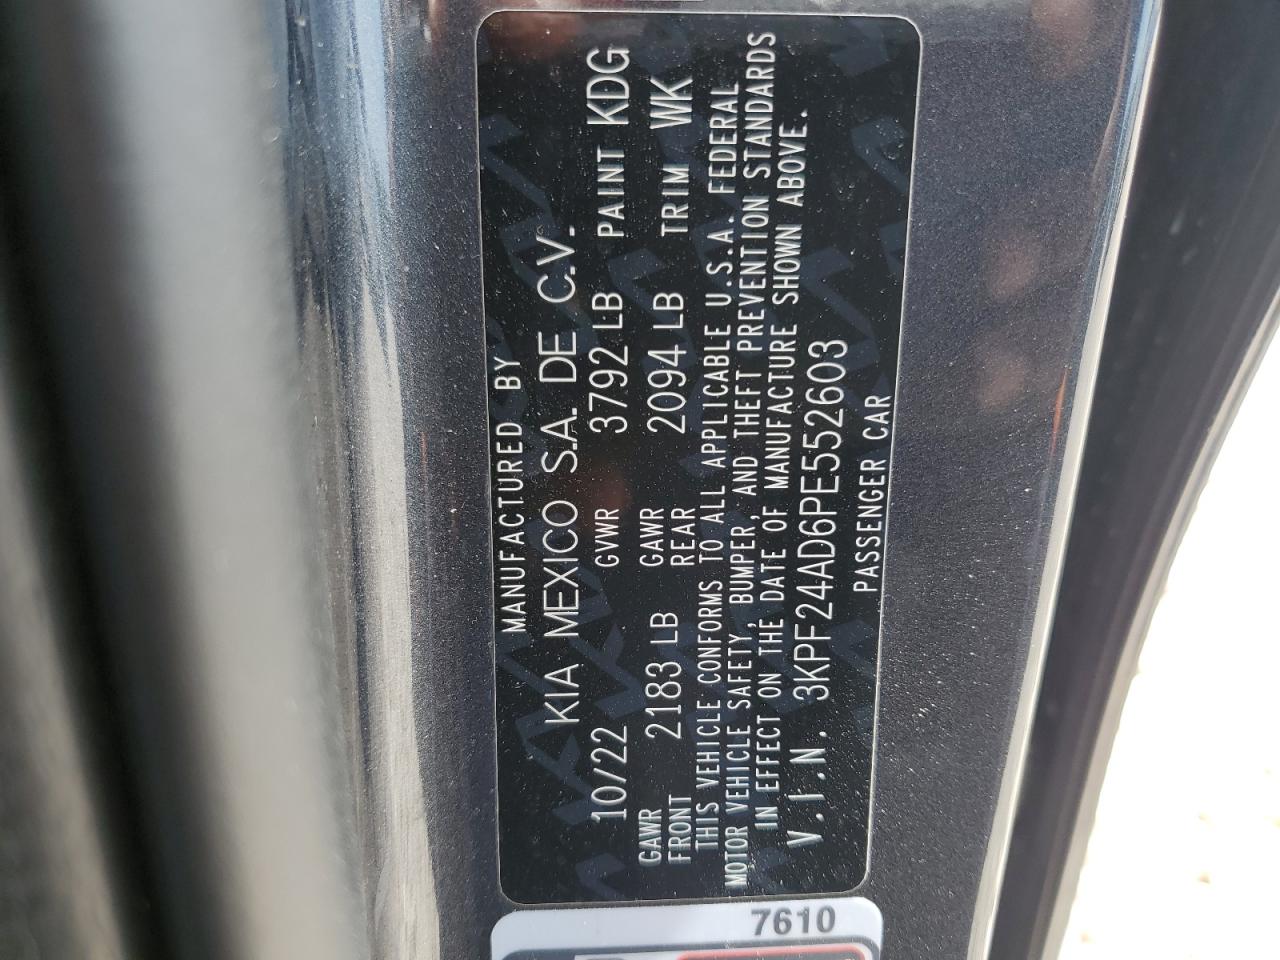 MANUFACTURED BY
KIA MEXICO S.A. DE C.V.
10/22 GVWR 3792 LB PAINT KDG
GAWR FRONT 2183 LB GAWR REAR 2094 LB TRIM WK
THIS VEHICLE CONFORMS TO ALL APPLICABLE U.S.A. FEDERAL
MOTOR VEHICLE SAFETY, BUMPER, AND THEFT PREVENTION STANDARDS
IN EFFECT ON THE DATE OF MANUFACTURE SHOWN ABOVE.
V.I.N. 3KPF24AD6PE552603
PASSENGER CAR
7610